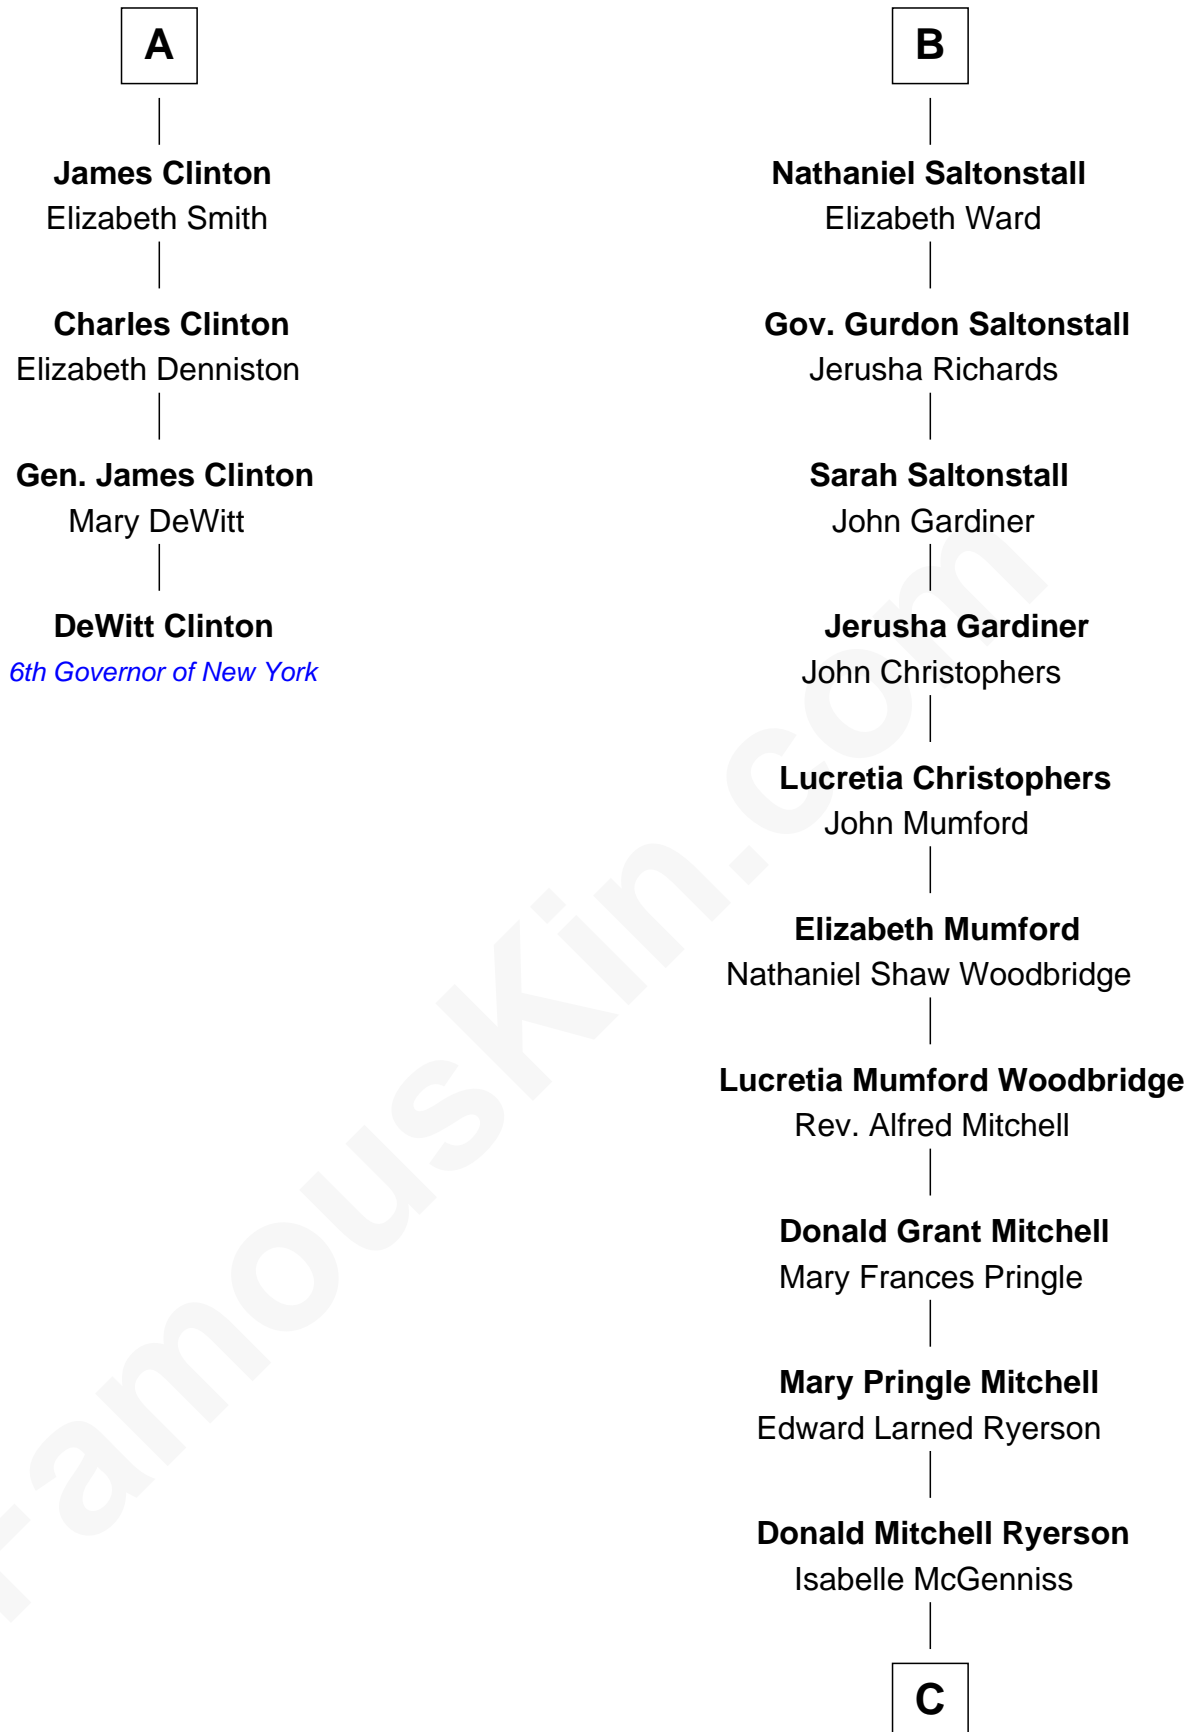 A
James Clinton
Elizabeth Smith
Charles Clinton
Elizabeth Denniston
Gen. James Clinton
Mary DeWitt
DeWitt Clinton
6th Governor of New York
B
Nathaniel Saltonstall
Elizabeth Ward
Gov. Gurdon Saltonstall
Jerusha Richards
Sarah Saltonstall
John Gardiner
Jerusha Gardiner
John Christophers
Lucretia Christophers
John Mumford
Elizabeth Mumford
Nathaniel Shaw Woodbridge
Lucretia Mumford Woodbridge
Rev. Alfred Mitchell
Donald Grant Mitchell
Mary Frances Pringle
Mary Pringle Mitchell
Edward Larned Ryerson
Donald Mitchell Ryerson
Isabelle McGenniss
C
FamousKin.com